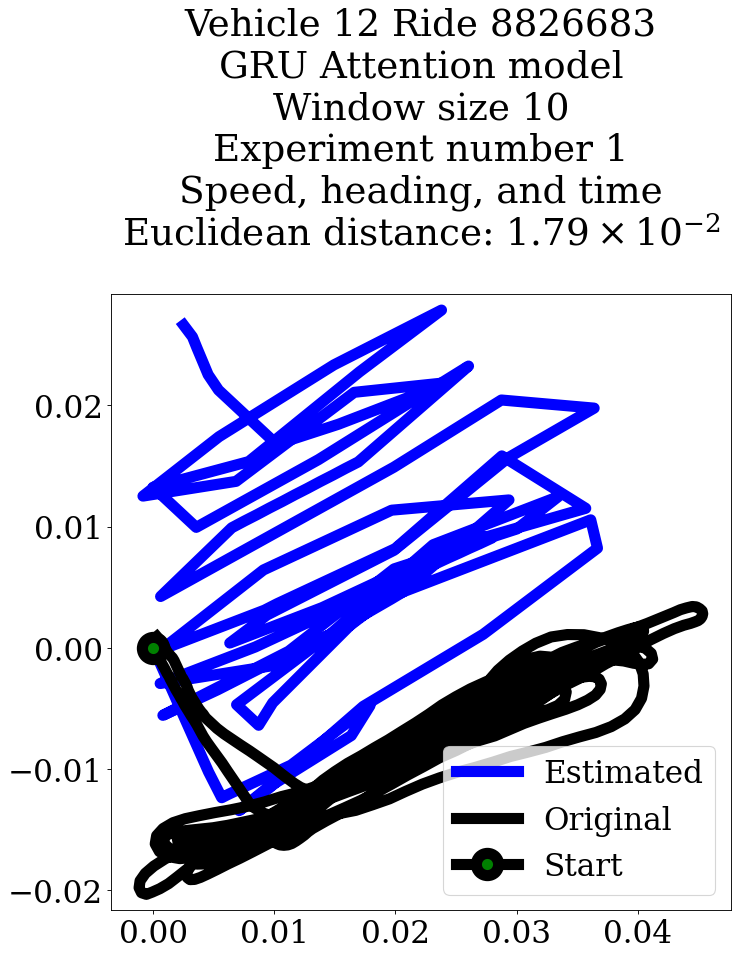 Vehicle 12 Ride 8826683
GRU Attention model
Window size 10
Experiment number 1
Speed, heading, and time
Euclidean distance: 1.79 × 10⁻²
0.02
0.01
0.00
−0.01
−0.02
Estimated
Original
Start
0.00 0.01 0.02 0.03 0.04